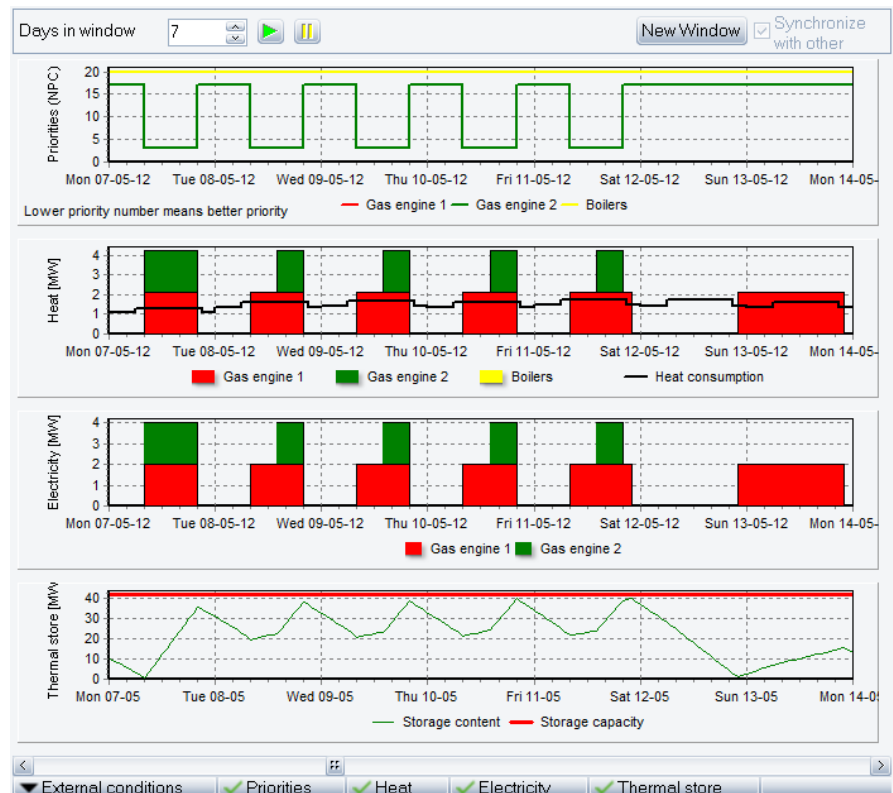 Days in window 7 New Window Synchronize with other
Priorities (NPC)
20
15
10
5
0
Mon 07-05-12 Tue 08-05-12 Wed 09-05-12 Thu 10-05-12 Fri 11-05-12 Sat 12-05-12 Sun 13-05-12 Mon 14-05-
Lower priority number means better priority Gas engine 1 Gas engine 2 Boilers
Heat [MW]
4
3
2
1
0
Mon 07-05-12 Tue 08-05-12 Wed 09-05-12 Thu 10-05-12 Fri 11-05-12 Sat 12-05-12 Sun 13-05-12 Mon 14-05-
Gas engine 1 Gas engine 2 Boilers Heat consumption
Electricity [MW]
4
3
2
1
0
Mon 07-05-12 Tue 08-05-12 Wed 09-05-12 Thu 10-05-12 Fri 11-05-12 Sat 12-05-12 Sun 13-05-12 Mon 14-05-
Gas engine 1 Gas engine 2
Thermal store [MW
40
30
20
10
0
Mon 07-05 Tue 08-05 Wed 09-05 Thu 10-05 Fri 11-05 Sat 12-05 Sun 13-05 Mon 14-05
Storage content Storage capacity
External conditions Priorities Heat Electricity Thermal store